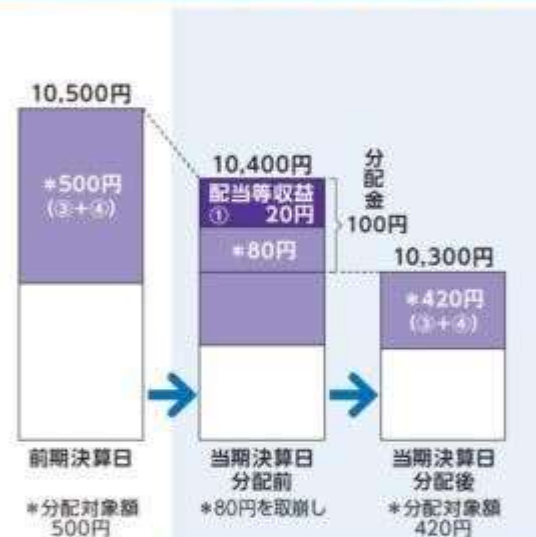 10,500円
*500円
(③+④)
前期決算日
*分配対象額
500円
10,400円
配当等収益
① 20円
*80円
分配金
100円
当期決算日
分配前
*80円を取崩し
10,300円
*420円
(③+④)
当期決算日
分配後
*分配対象額
420円